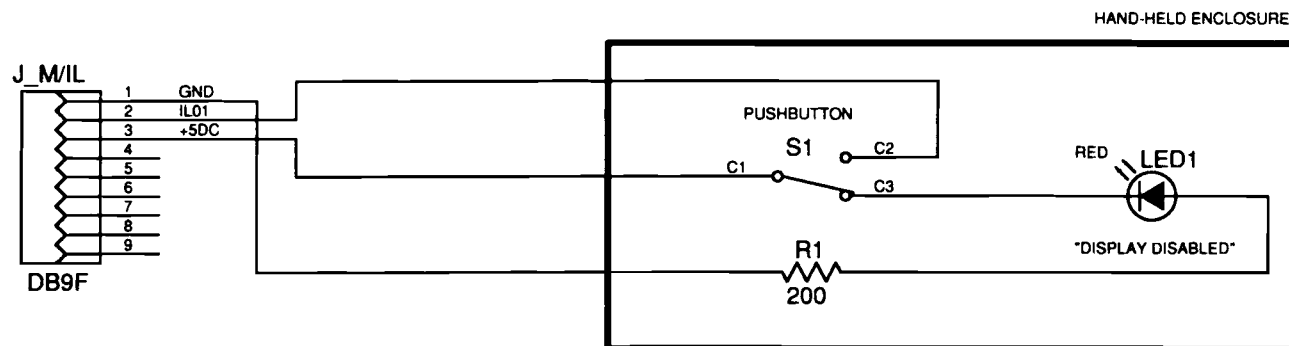 HAND-HELD ENCLOSURE
J_M/IL
1 GND
2 IL01
3 +5DC
4
5
6
7
8
9
DB9F
PUSHBUTTON
S1
C1
C2
C3
RED
LED1
"DISPLAY DISABLED"
R1
200